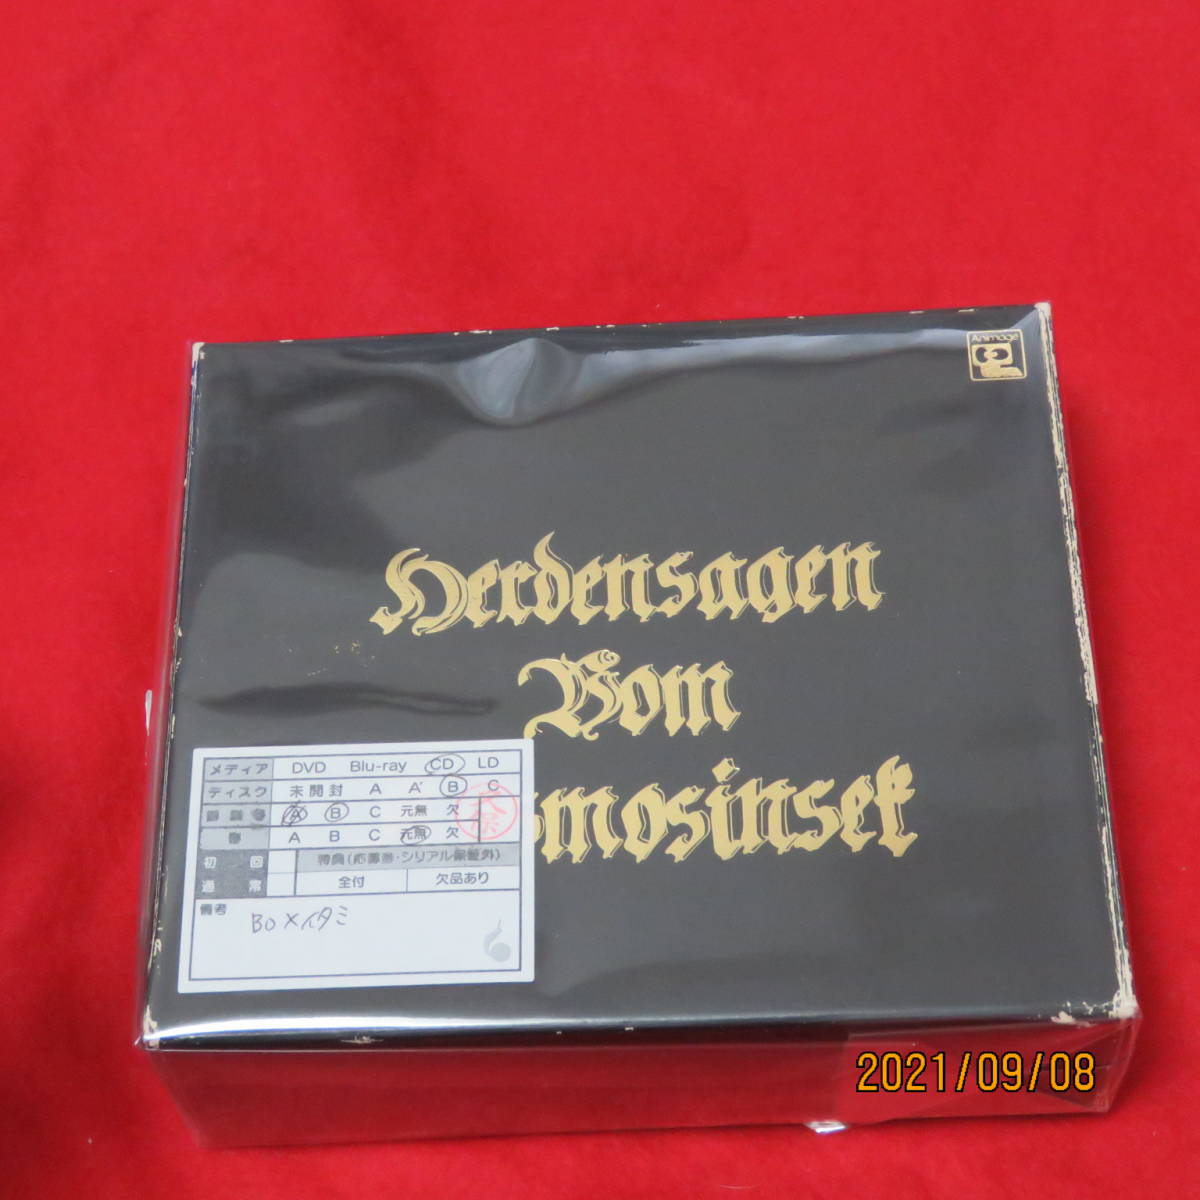 Animage
Herdensagen
Vom
smosinsek
メディア DVD Blu-ray CD LD
ディスク 未開封 A A' B C
A B C 元無 欠
A B C 元無 欠
初回 特典(応募券・シリアル保証外)
通常 全付 欠品あり
備考 BOXイタミ
2021/09/08